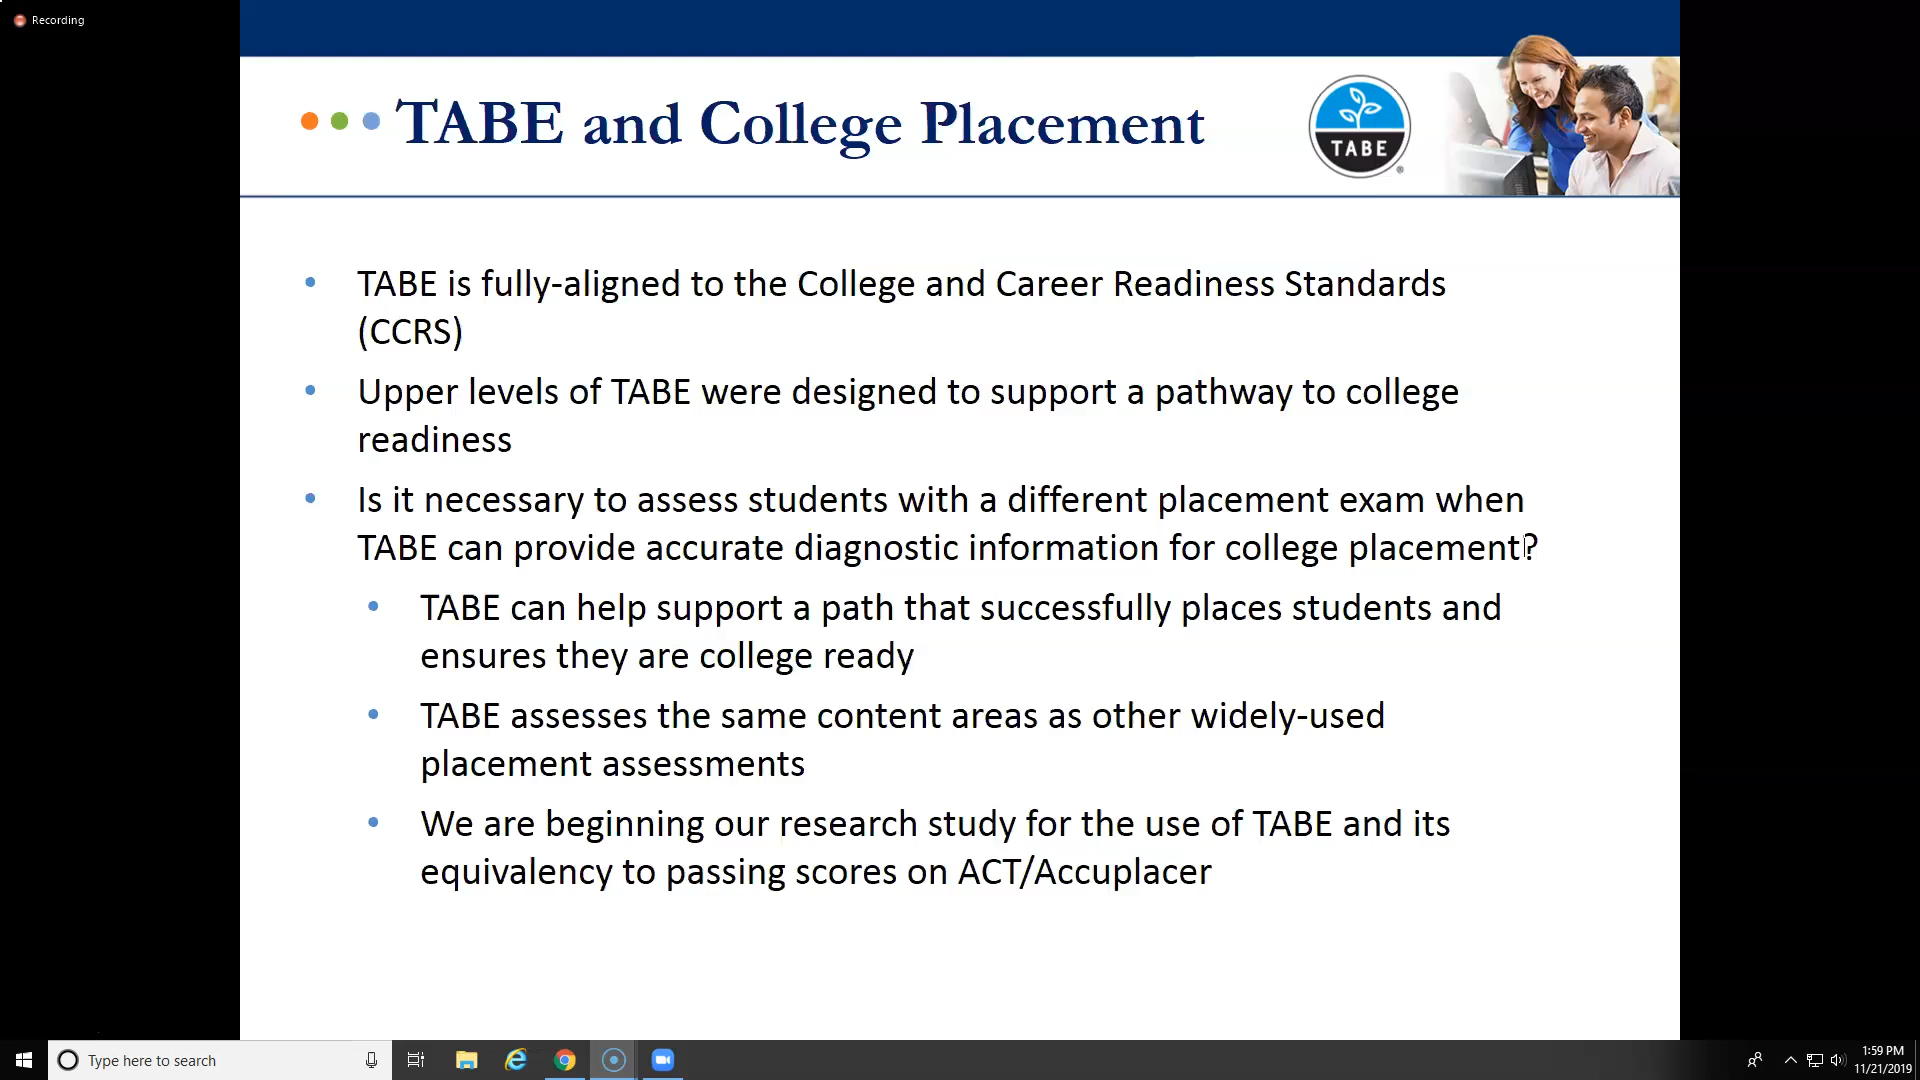 Recording
TABE and College Placement
TABE
®
• TABE is fully-aligned to the College and Career Readiness Standards
(CCRS)
• Upper levels of TABE were designed to support a pathway to college
readiness
• Is it necessary to assess students with a different placement exam when
TABE can provide accurate diagnostic information for college placement?
• TABE can help support a path that successfully places students and
ensures they are college ready
• TABE assesses the same content areas as other widely-used
placement assessments
• We are beginning our research study for the use of TABE and its
equivalency to passing scores on ACT/Accuplacer
Type here to search
1:59 PM
11/21/2019